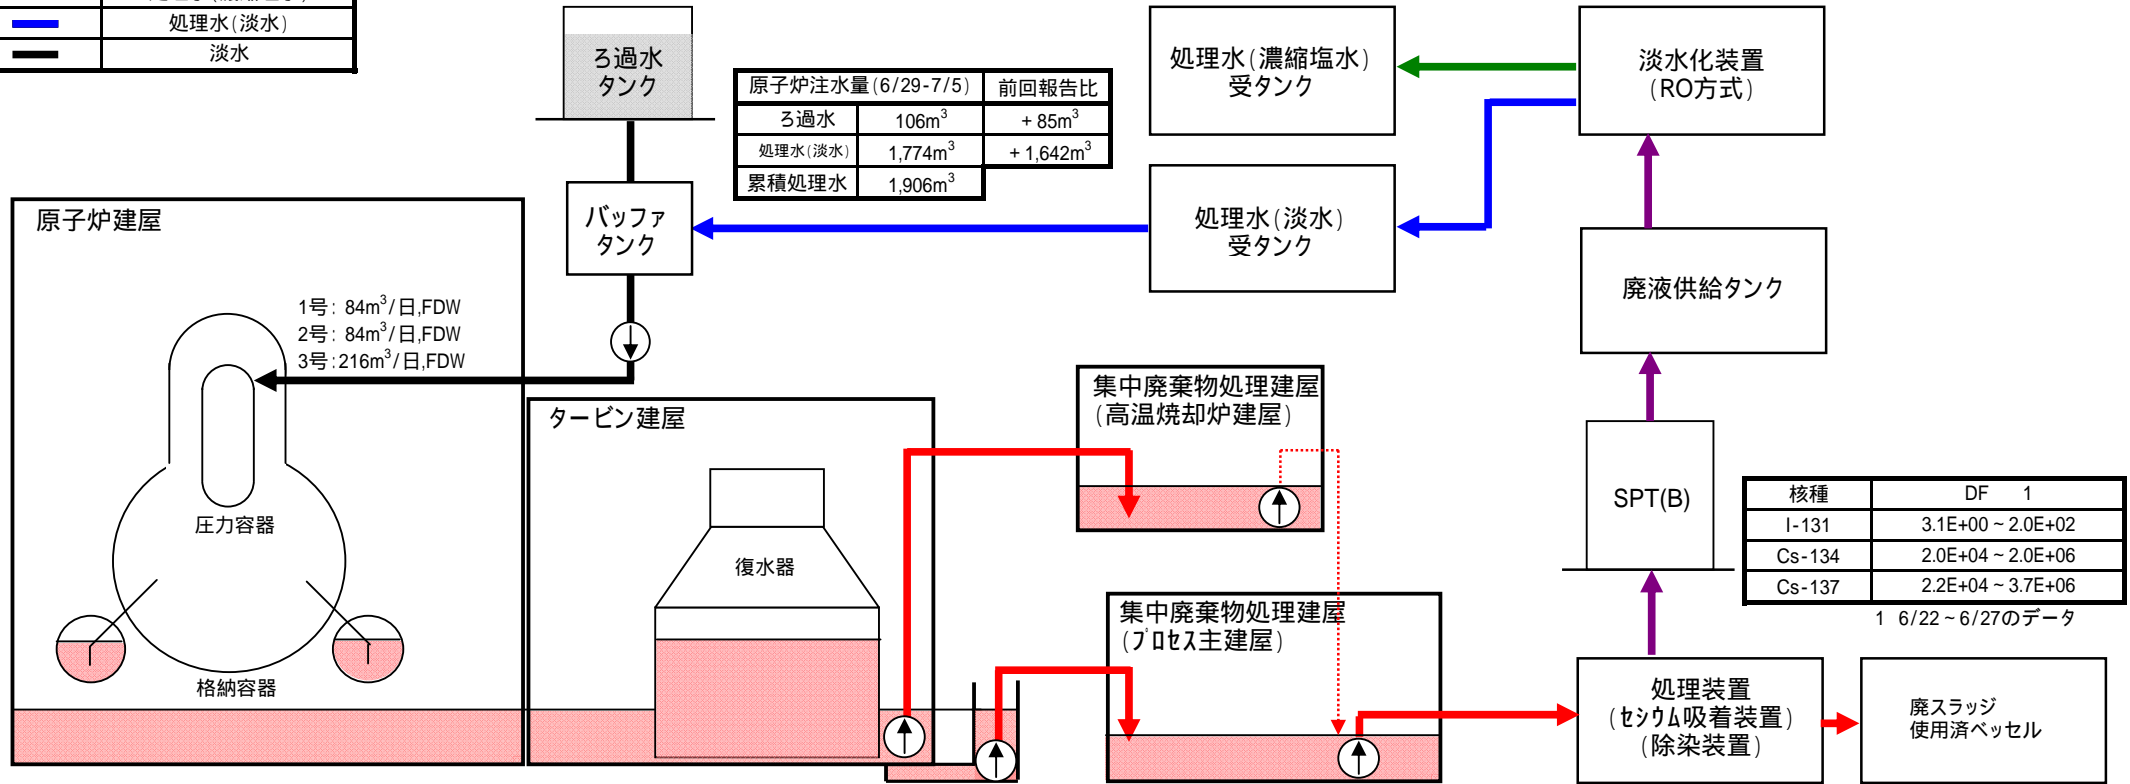 処理水(淡水)
淡水
ろ過水
タンク
原子炉注水量(6/29-7/5) 前回報告比
ろ過水 106m³ +85m³
処理水(淡水) 1,774m³ +1,642m³
累積処理水 1,906m³
処理水(濃縮塩水)
受タンク
淡水化装置
(RO方式)
原子炉建屋
バッファ
タンク
処理水(淡水)
受タンク
廃液供給タンク
1号: 84m³/日,FDW
2号: 84m³/日,FDW
3号:216m³/日,FDW
タービン建屋
集中廃棄物処理建屋
(高温焼却炉建屋)
SPT(B)
核種 DF 1
I-131 3.1E+00~2.0E+02
Cs-134 2.0E+04~2.0E+06
Cs-137 2.2E+04~3.7E+06
1 6/22~6/27のデータ
圧力容器
復水器
集中廃棄物処理建屋
(プロセス主建屋)
格納容器
処理装置
(セシウム吸着装置)
(除染装置)
廃スラッジ
使用済ベッセル